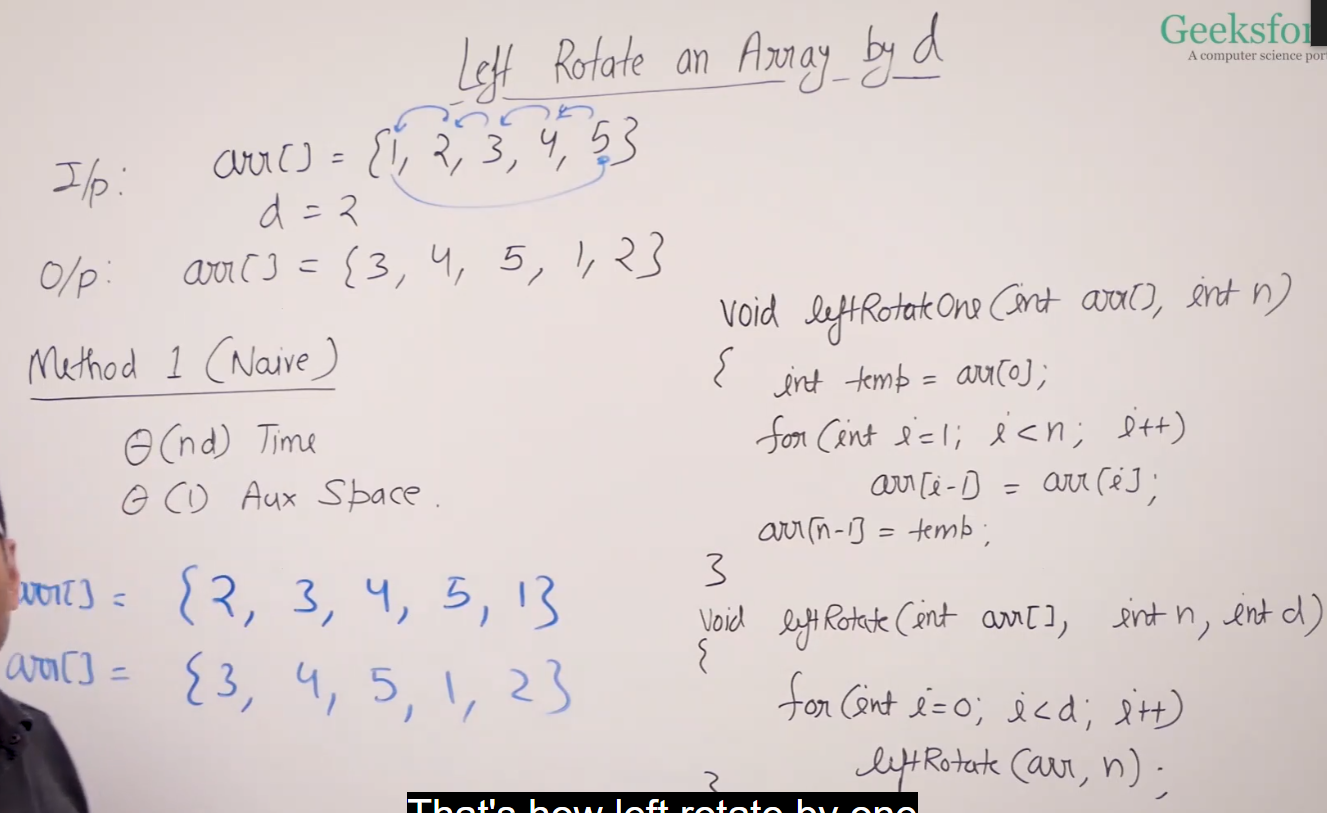 Geeksfor
A computer science por
Left Rotate an Array by d
I/p: arr[] = {1, 2, 3, 4, 5}
d = 2
O/p: arr[] = {3, 4, 5, 1, 2}
Method 1 (Naive)
Θ(nd) Time
Θ(1) Aux Space.
arr[] = {2, 3, 4, 5, 1}
arr[] = {3, 4, 5, 1, 2}
void leftRotateOne(int arr[], int n)
{ int temp = arr[0];
for(int i=1; i<n; i++)
arr[i-1] = arr[i];
arr[n-1] = temp;
}
void leftRotate(int arr[], int n, int d)
{
for(int i=0; i<d; i++)
leftRotate(arr, n);
}
That's how left rotate by one